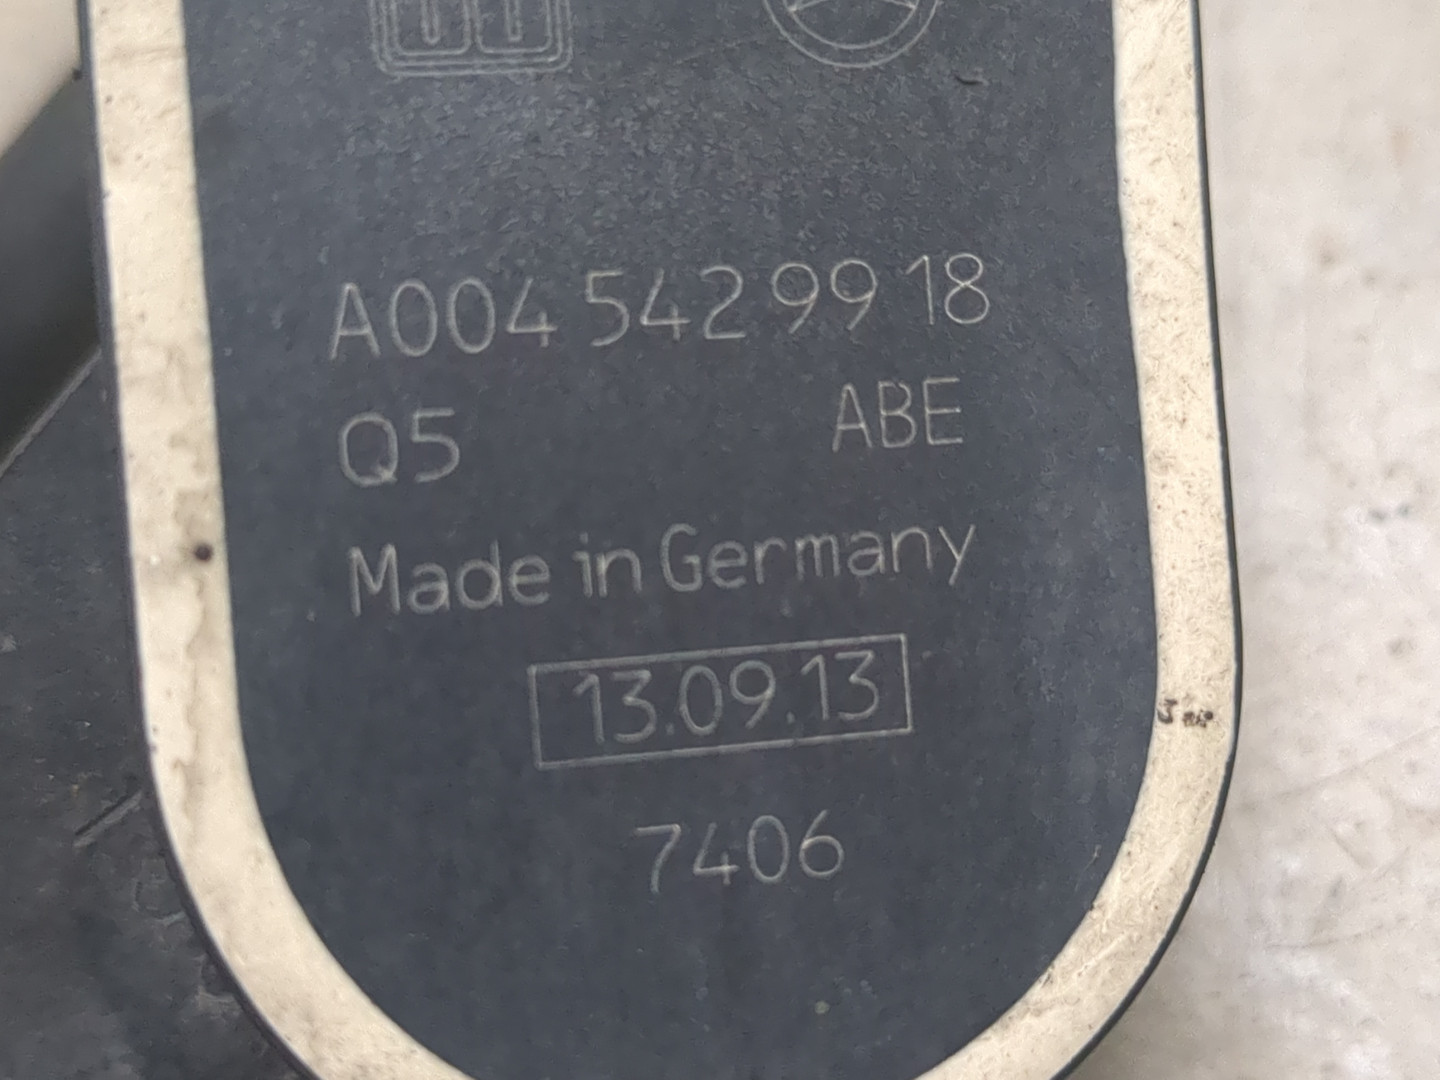 A004 542 99 18
Q5 ABE
Made in Germany
13.09.13
7406